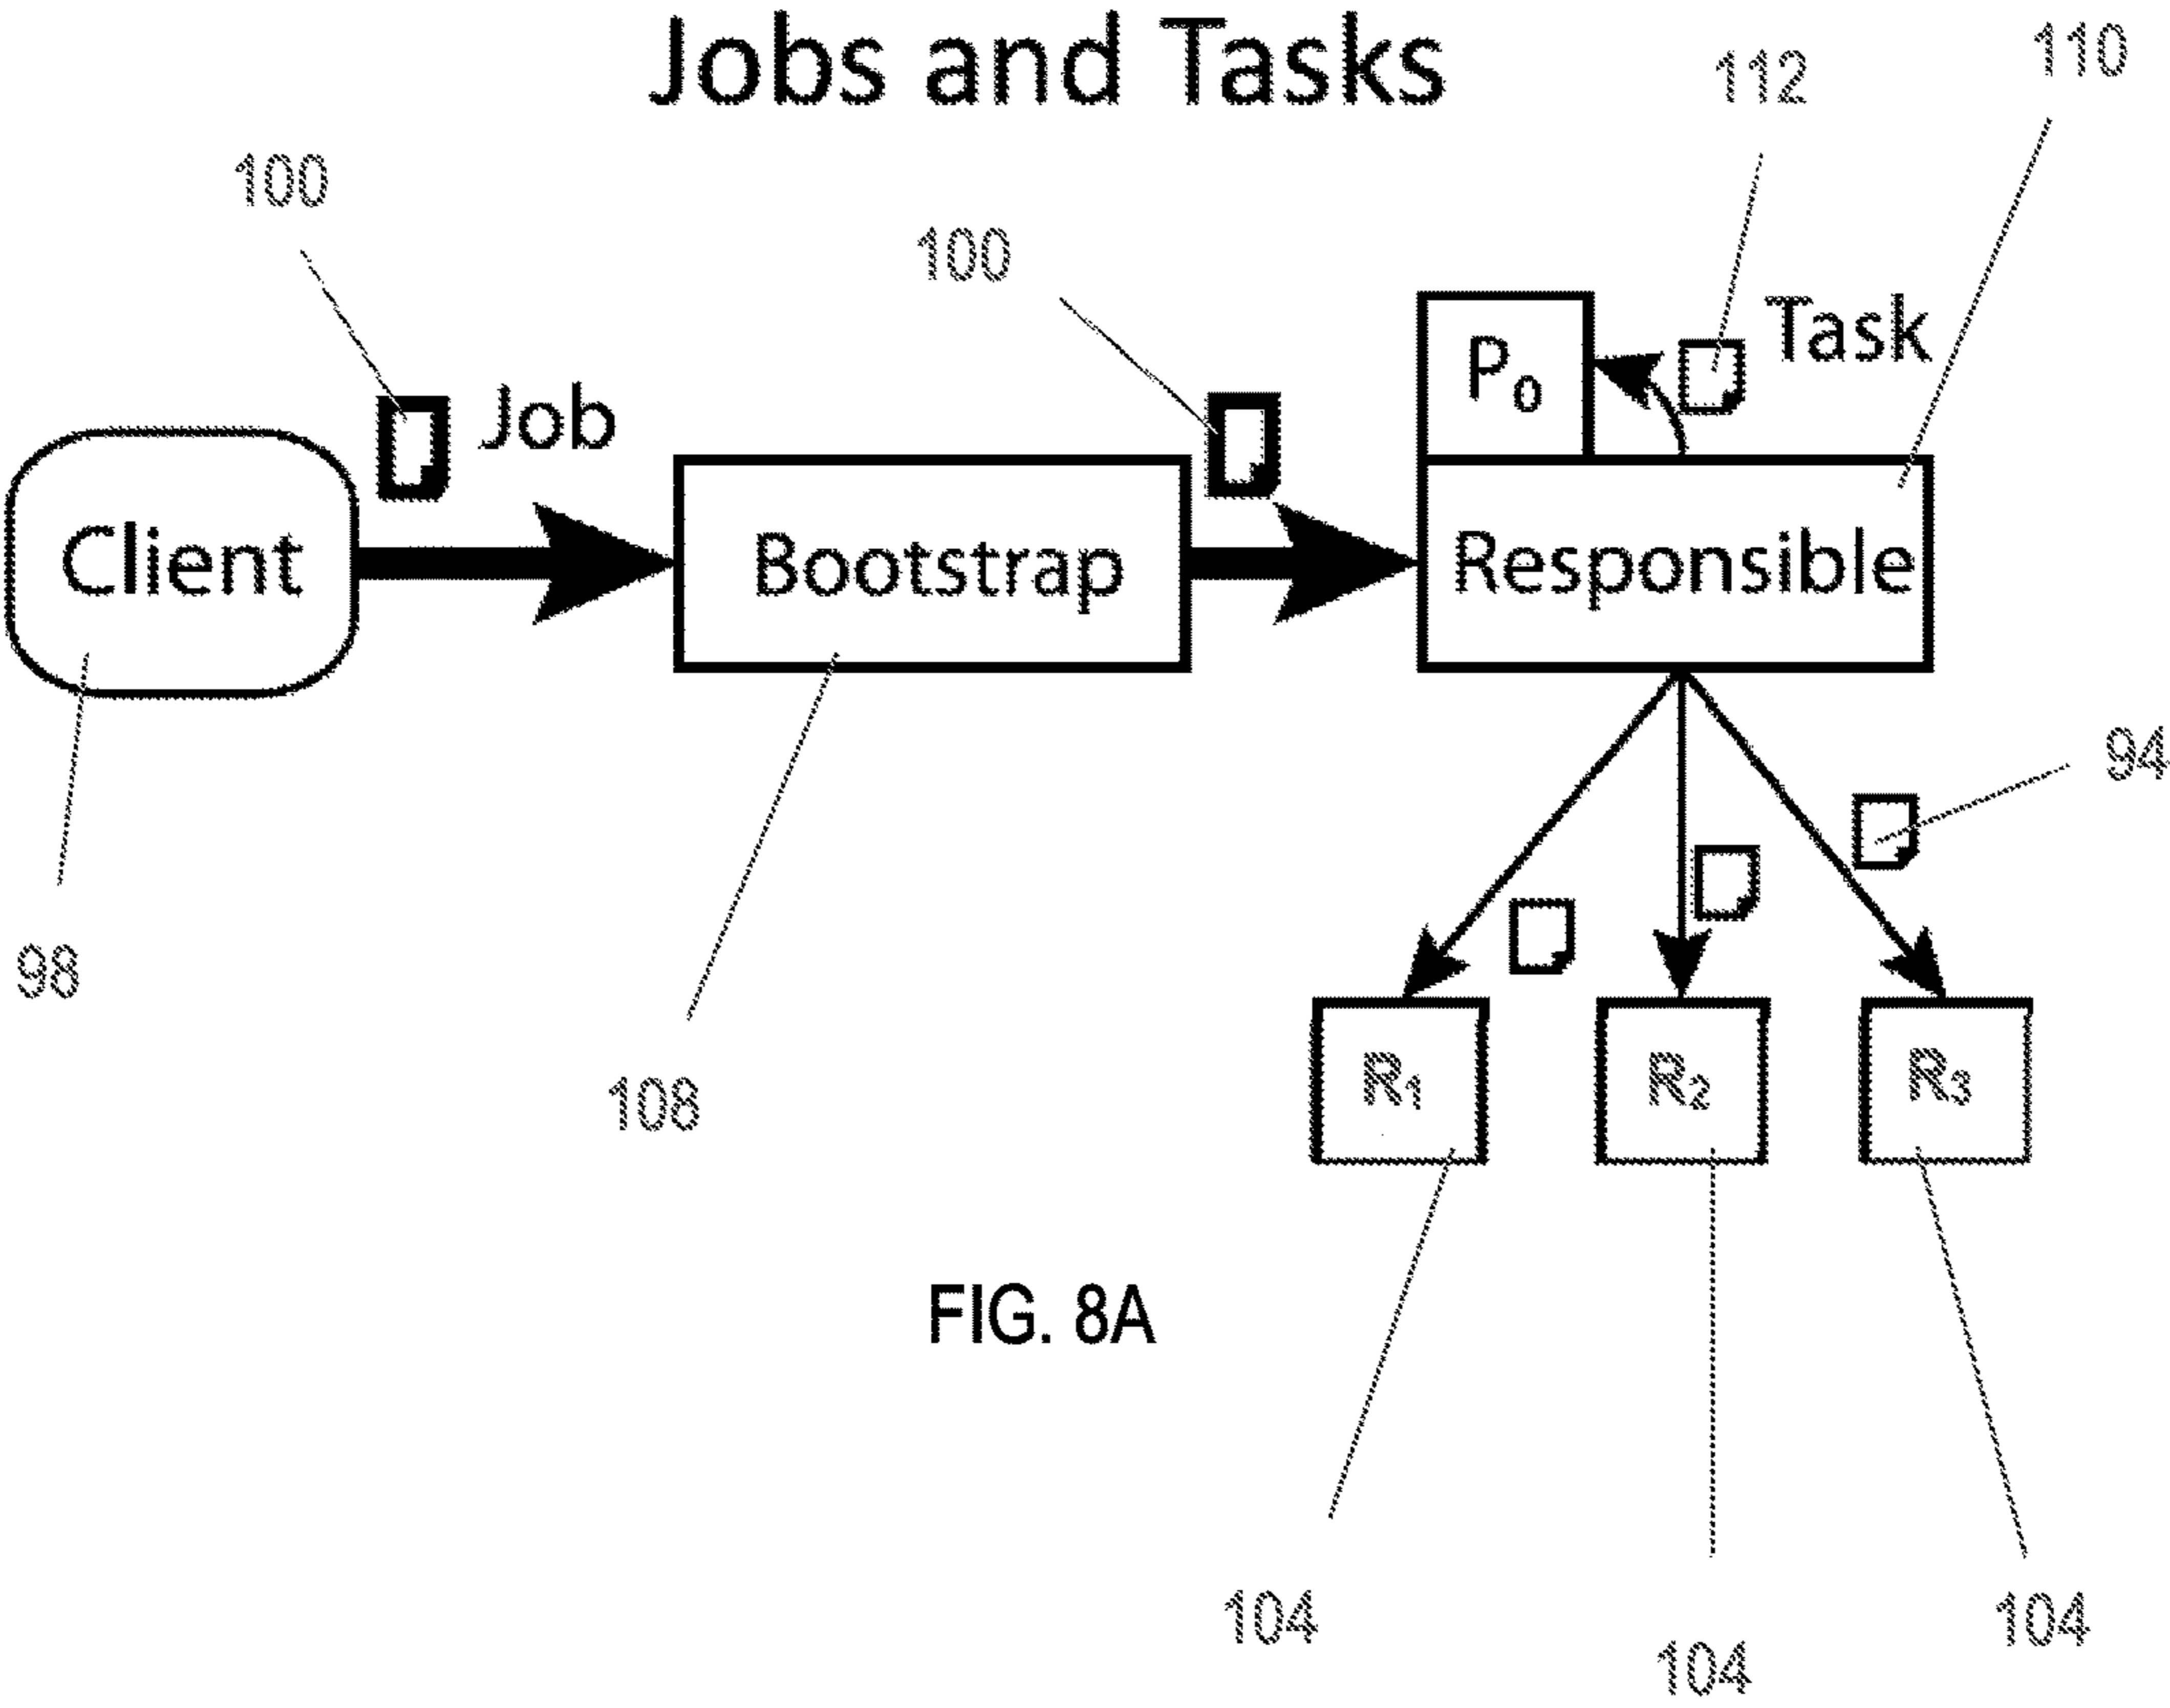 Jobs and Tasks
110
112
100
100
Task
P0
Job
Client
Bootstrap
Responsible
94
98
108
R1
R2
R3
FIG. 8A
104
104
104